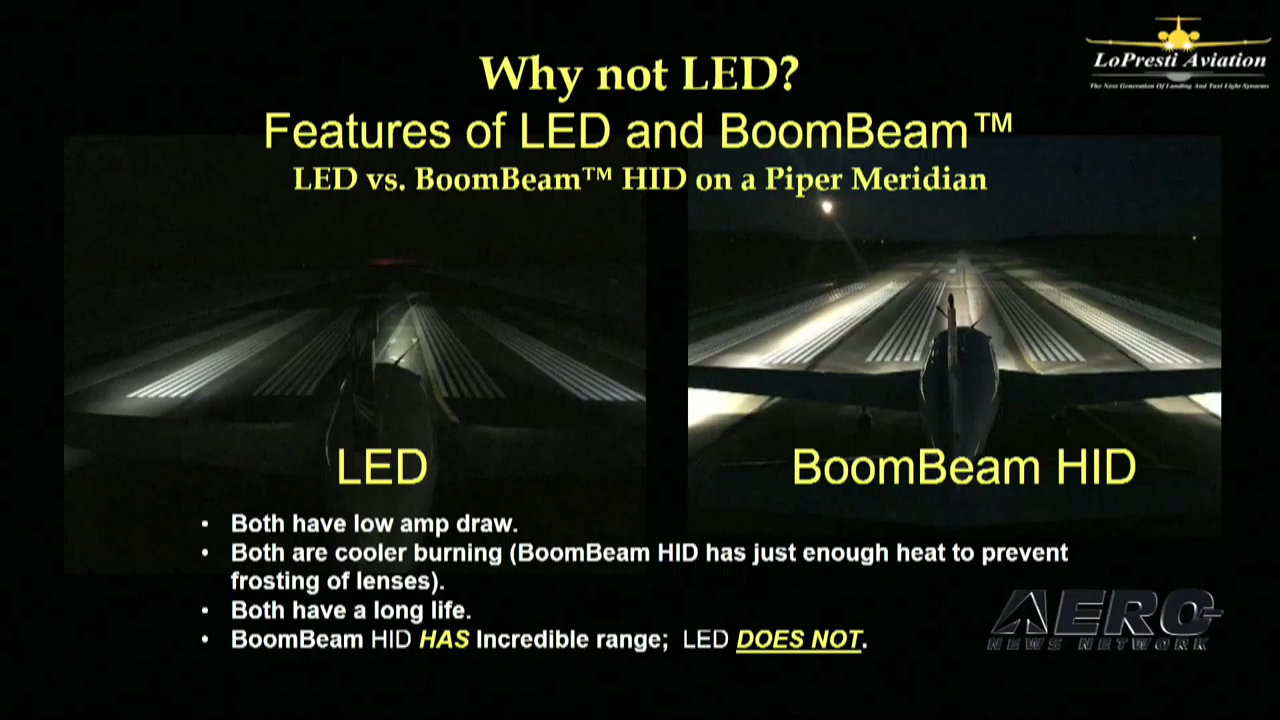 LoPresti Aviation
The Next Generation Of Landing And Taxi Light Systems
Why not LED?
Features of LED and BoomBeam™
LED vs. BoomBeam™ HID on a Piper Meridian
LED
BoomBeam HID
• Both have low amp draw.
• Both are cooler burning (BoomBeam HID has just enough heat to prevent
frosting of lenses).
• Both have a long life.
• BoomBeam HID HAS Incredible range; LED DOES NOT.
AERO
NEWS NETWORK